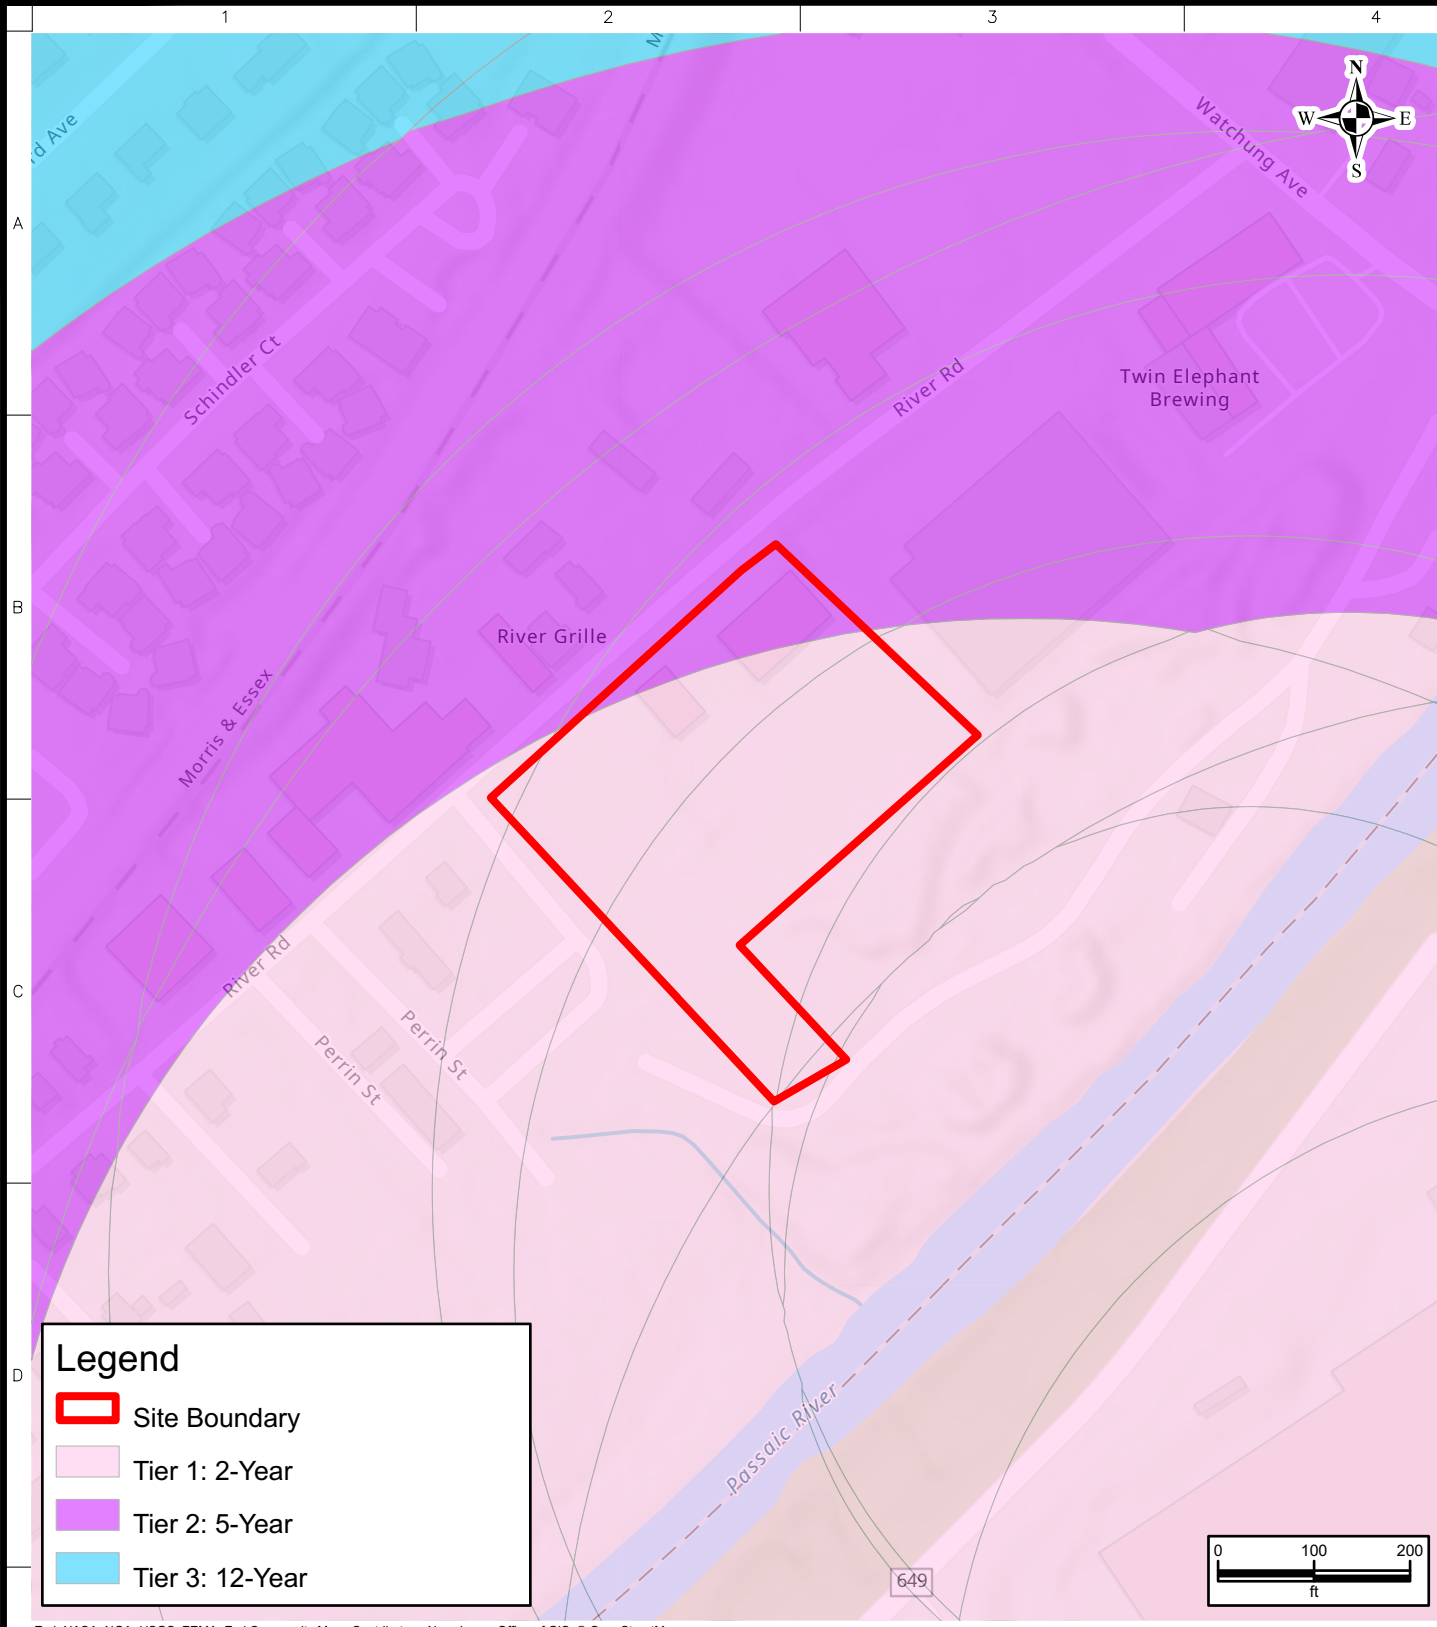 1
2
3
4
A
B
C
D
N
W
E
S
rd Ave
M
Watchung Ave
Schindler Ct
River Rd
Twin Elephant
Brewing
River Grille
Morris & Essex
River Rd
Perrin St
Perrin St
Passaic River
649
Legend
Site Boundary
Tier 1: 2-Year
Tier 2: 5-Year
Tier 3: 12-Year
0
100
200
ft